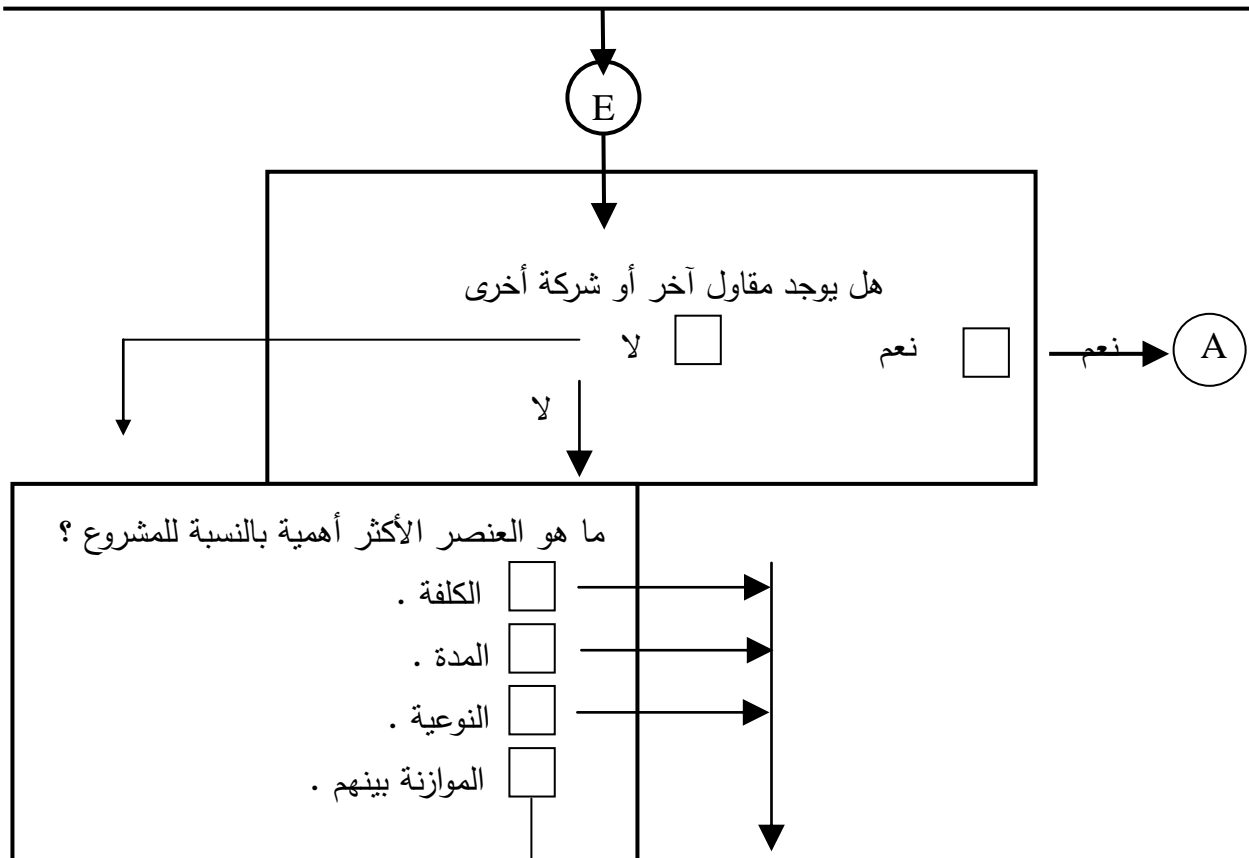 E
هل يوجد مقاول آخر أو شركة أخرى
A نعم نعم لا
لا
ما هو العنصر الأكثر أهمية بالنسبة للمشروع ؟
الكلفة .
المدة .
النوعية .
الموازنة بينهم .